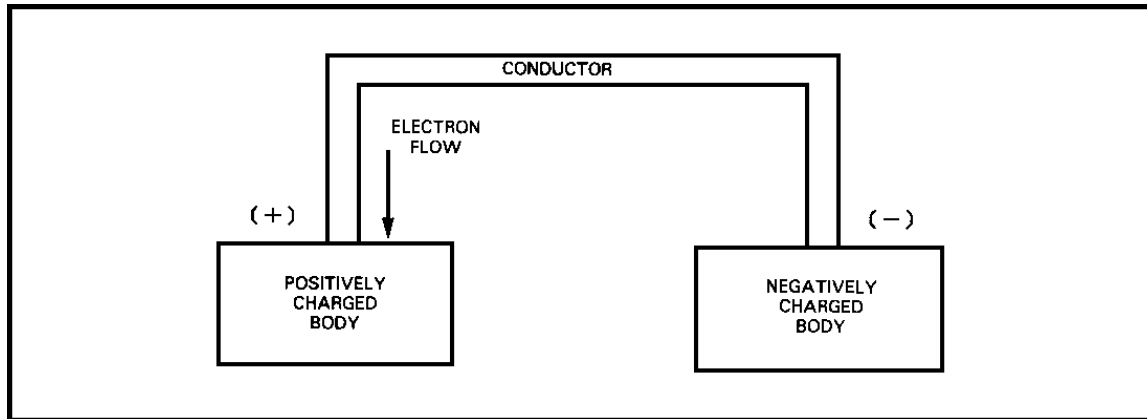 CONDUCTOR
ELECTRON
FLOW
(+)
(−)
POSITIVELY
CHARGED
BODY
NEGATIVELY
CHARGED
BODY